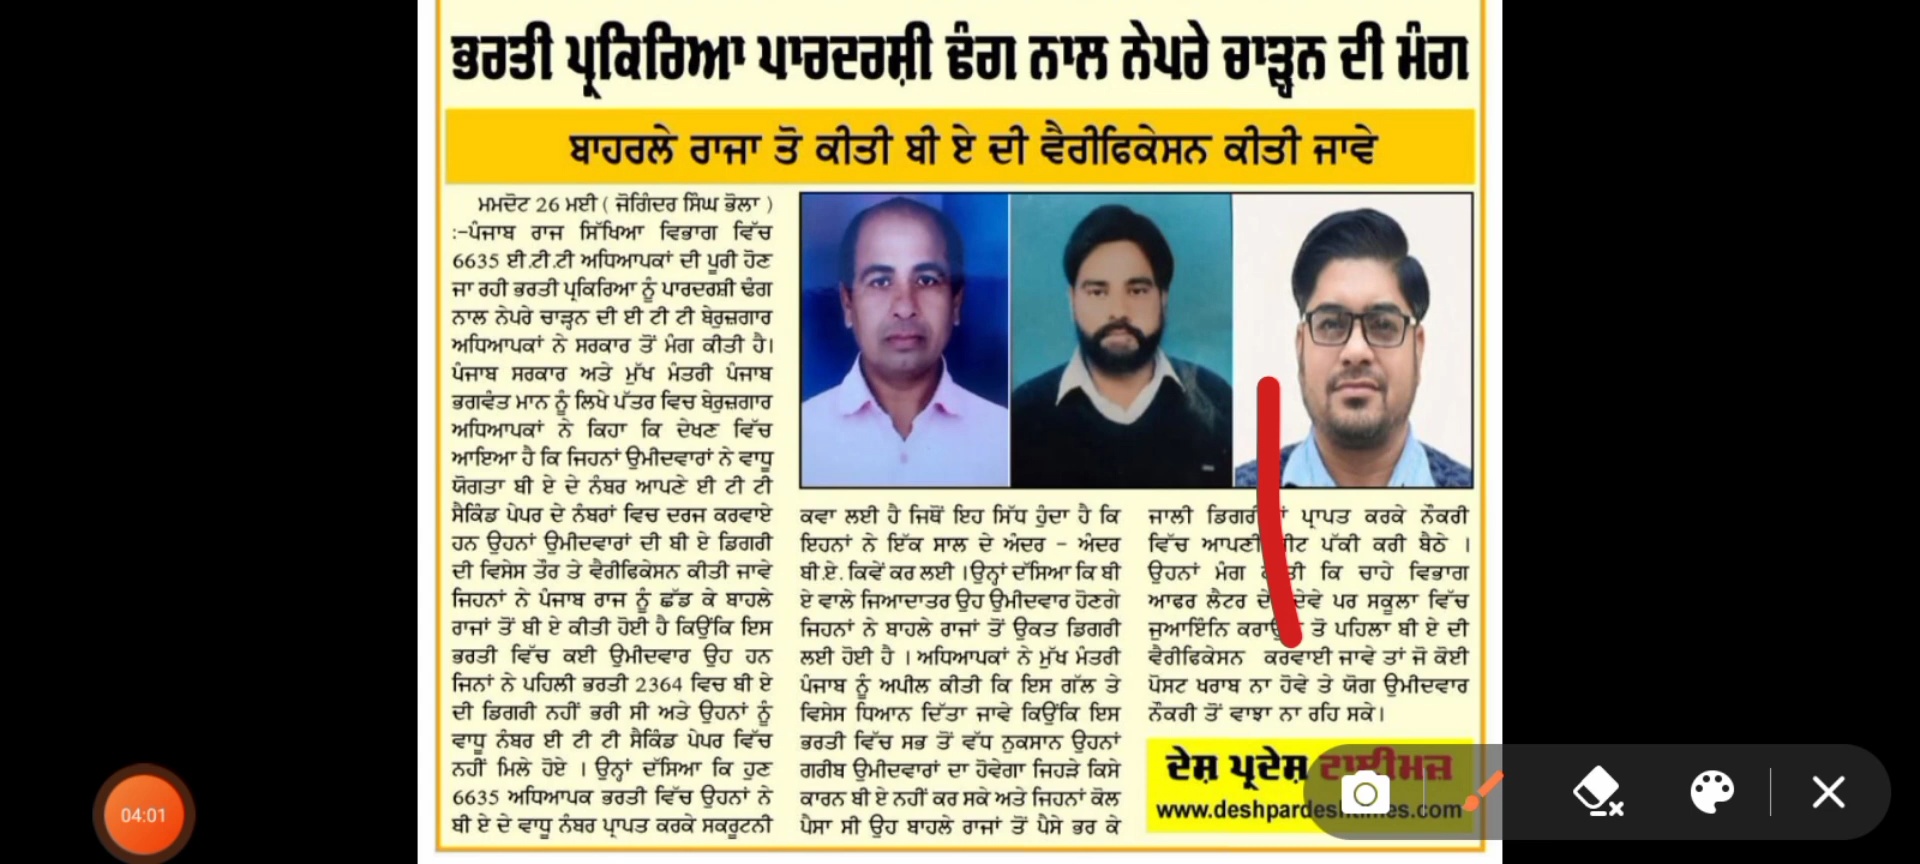 ਭਰਤੀ ਪ੍ਰਕਿਰਿਆ ਪਾਰਦਰਸ਼ੀ ਢੰਗ ਨਾਲ ਨੇਪਰੇ ਚਾੜ੍ਹਨ ਦੀ ਮੰਗ
ਬਾਹਰਲੇ ਰਾਜਾ ਤੋ ਕੀਤੀ ਬੀ ਏ ਦੀ ਵੈਰੀਫਿਕੇਸਨ ਕੀਤੀ ਜਾਵੇ
ਮਮਦੋਟ 26 ਮਈ ( ਜੋਗਿੰਦਰ ਸਿੰਘ ਭੋਲਾ )
:-ਪੰਜਾਬ ਰਾਜ ਸਿੱਖਿਆ ਵਿਭਾਗ ਵਿੱਚ
6635 ਈ.ਟੀ.ਟੀ ਅਧਿਆਪਕਾਂ ਦੀ ਪੂਰੀ ਹੋਣ
ਜਾ ਰਹੀ ਭਰਤੀ ਪ੍ਰਕਿਰਿਆ ਨੂੰ ਪਾਰਦਰਸ਼ੀ ਢੰਗ
ਨਾਲ ਨੇਪਰੇ ਚਾੜ੍ਹਨ ਦੀ ਈ ਟੀ ਟੀ ਬੇਰੁਜ਼ਗਾਰ
ਅਧਿਆਪਕਾਂ ਨੇ ਸਰਕਾਰ ਤੋਂ ਮੰਗ ਕੀਤੀ ਹੈ।
ਪੰਜਾਬ ਸਰਕਾਰ ਅਤੇ ਮੁੱਖ ਮੰਤਰੀ ਪੰਜਾਬ
ਭਗਵੰਤ ਮਾਨ ਨੂੰ ਲਿਖੇ ਪੱਤਰ ਵਿਚ ਬੇਰੁਜ਼ਗਾਰ
ਅਧਿਆਪਕਾਂ ਨੇ ਕਿਹਾ ਕਿ ਦੇਖਣ ਵਿੱਚ
ਆਇਆ ਹੈ ਕਿ ਜਿਹਨਾਂ ਉਮੀਦਵਾਰਾਂ ਨੇ ਵਾਧੂ
ਯੋਗਤਾ ਬੀ ਏ ਦੇ ਨੰਬਰ ਆਪਣੇ ਈ ਟੀ ਟੀ
ਸੈਕਿੰਡ ਪੇਪਰ ਦੇ ਨੰਬਰਾਂ ਵਿਚ ਦਰਜ ਕਰਵਾਏ
ਹਨ ਉਹਨਾਂ ਉਮੀਦਵਾਰਾਂ ਦੀ ਬੀ ਏ ਡਿਗਰੀ
ਦੀ ਵਿਸੇਸ ਤੌਰ ਤੇ ਵੈਰੀਫਿਕੇਸਨ ਕੀਤੀ ਜਾਵੇ
ਜਿਹਨਾਂ ਨੇ ਪੰਜਾਬ ਰਾਜ ਨੂੰ ਛੱਡ ਕੇ ਬਾਹਲੇ
ਰਾਜਾਂ ਤੋਂ ਬੀ ਏ ਕੀਤੀ ਹੋਈ ਹੈ ਕਿਉਂਕਿ ਇਸ
ਭਰਤੀ ਵਿੱਚ ਕਈ ਉਮੀਦਵਾਰ ਉਹ ਹਨ
ਜਿਨਾਂ ਨੇ ਪਹਿਲੀ ਭਰਤੀ 2364 ਵਿਚ ਬੀ ਏ
ਦੀ ਡਿਗਰੀ ਨਹੀਂ ਭਰੀ ਸੀ ਅਤੇ ਉਹਨਾਂ ਨੂੰ
ਵਾਧੂ ਨੰਬਰ ਈ ਟੀ ਟੀ ਸੈਕਿੰਡ ਪੇਪਰ ਵਿੱਚ
ਨਹੀਂ ਮਿਲੇ ਹੋਏ । ਉਨ੍ਹਾਂ ਦੱਸਿਆ ਕਿ ਹੁਣ
6635 ਅਧਿਆਪਕ ਭਰਤੀ ਵਿੱਚ ਉਹਨਾਂ ਨੇ
ਬੀ ਏ ਦੇ ਵਾਧੂ ਨੰਬਰ ਪ੍ਰਾਪਤ ਕਰਕੇ ਸਕਰੂਟਨੀ
ਕਵਾ ਲਈ ਹੈ ਜਿਥੋਂ ਇਹ ਸਿੱਧ ਹੁੰਦਾ ਹੈ ਕਿ
ਇਹਨਾਂ ਨੇ ਇੱਕ ਸਾਲ ਦੇ ਅੰਦਰ - ਅੰਦਰ
ਬੀ.ਏ. ਕਿਵੇਂ ਕਰ ਲਈ ।ਉਨ੍ਹਾਂ ਦੱਸਿਆ ਕਿ ਬੀ
ਏ ਵਾਲੇ ਜਿਆਦਾਤਰ ਉਹ ਉਮੀਦਵਾਰ ਹੋਣਗੇ
ਜਿਹਨਾਂ ਨੇ ਬਾਹਲੇ ਰਾਜਾਂ ਤੋਂ ਉਕਤ ਡਿਗਰੀ
ਲਈ ਹੋਈ ਹੈ । ਅਧਿਆਪਕਾਂ ਨੇ ਮੁੱਖ ਮੰਤਰੀ
ਪੰਜਾਬ ਨੂੰ ਅਪੀਲ ਕੀਤੀ ਕਿ ਇਸ ਗੱਲ ਤੇ
ਵਿਸੇਸ ਧਿਆਨ ਦਿੱਤਾ ਜਾਵੇ ਕਿਉਂਕਿ ਇਸ
ਭਰਤੀ ਵਿੱਚ ਸਭ ਤੋਂ ਵੱਧ ਨੁਕਸਾਨ ਉਹਨਾਂ
ਗਰੀਬ ਉਮੀਦਵਾਰਾਂ ਦਾ ਹੋਵੇਗਾ ਜਿਹੜੇ ਕਿਸੇ
ਕਾਰਨ ਬੀ ਏ ਨਹੀਂ ਕਰ ਸਕੇ ਅਤੇ ਜਿਹਨਾਂ ਕੋਲ
ਪੈਸਾ ਸੀ ਉਹ ਬਾਹਲੇ ਰਾਜਾਂ ਤੋਂ ਪੈਸੇ ਭਰ ਕੇ
ਜਾਲੀ ਪ੍ਰਾਪਤ ਕਰਕੇ ਨੌਕਰੀ
ਵਿੱਚ ਆਪਣੀ ਪੱਕੀ ਕਰੀ ਬੈਠੇ ।
ਉਹਨਾਂ ਮੰਗ ਕਿ ਚਾਹੇ ਵਿਭਾਗ
ਆਫਰ ਲੈਟਰ ਦੇਵੇ ਪਰ ਸਕੂਲਾ ਵਿੱਚ
ਜੁਆਇੰਨਿ ਤੋ ਪਹਿਲਾ ਬੀ ਏ ਦੀ
ਵੈਰੀਫਿਕੇਸਨ ਕਰਵਾਈ ਜਾਵੇ ਤਾਂ ਜੋ ਕੋਈ
ਪੋਸਟ ਖਰਾਬ ਨਾ ਹੋਵੇ ਤੇ ਯੋਗ ਉਮੀਦਵਾਰ
ਨੌਕਰੀ ਤੋਂ ਵਾਝਾ ਨਾ ਰਹਿ ਸਕੇ।
ਦੇਸ਼ ਪ੍ਰਦੇਸ਼ ਟਾਈਮਜ਼
www.deshpardeshtimes.com
04:01